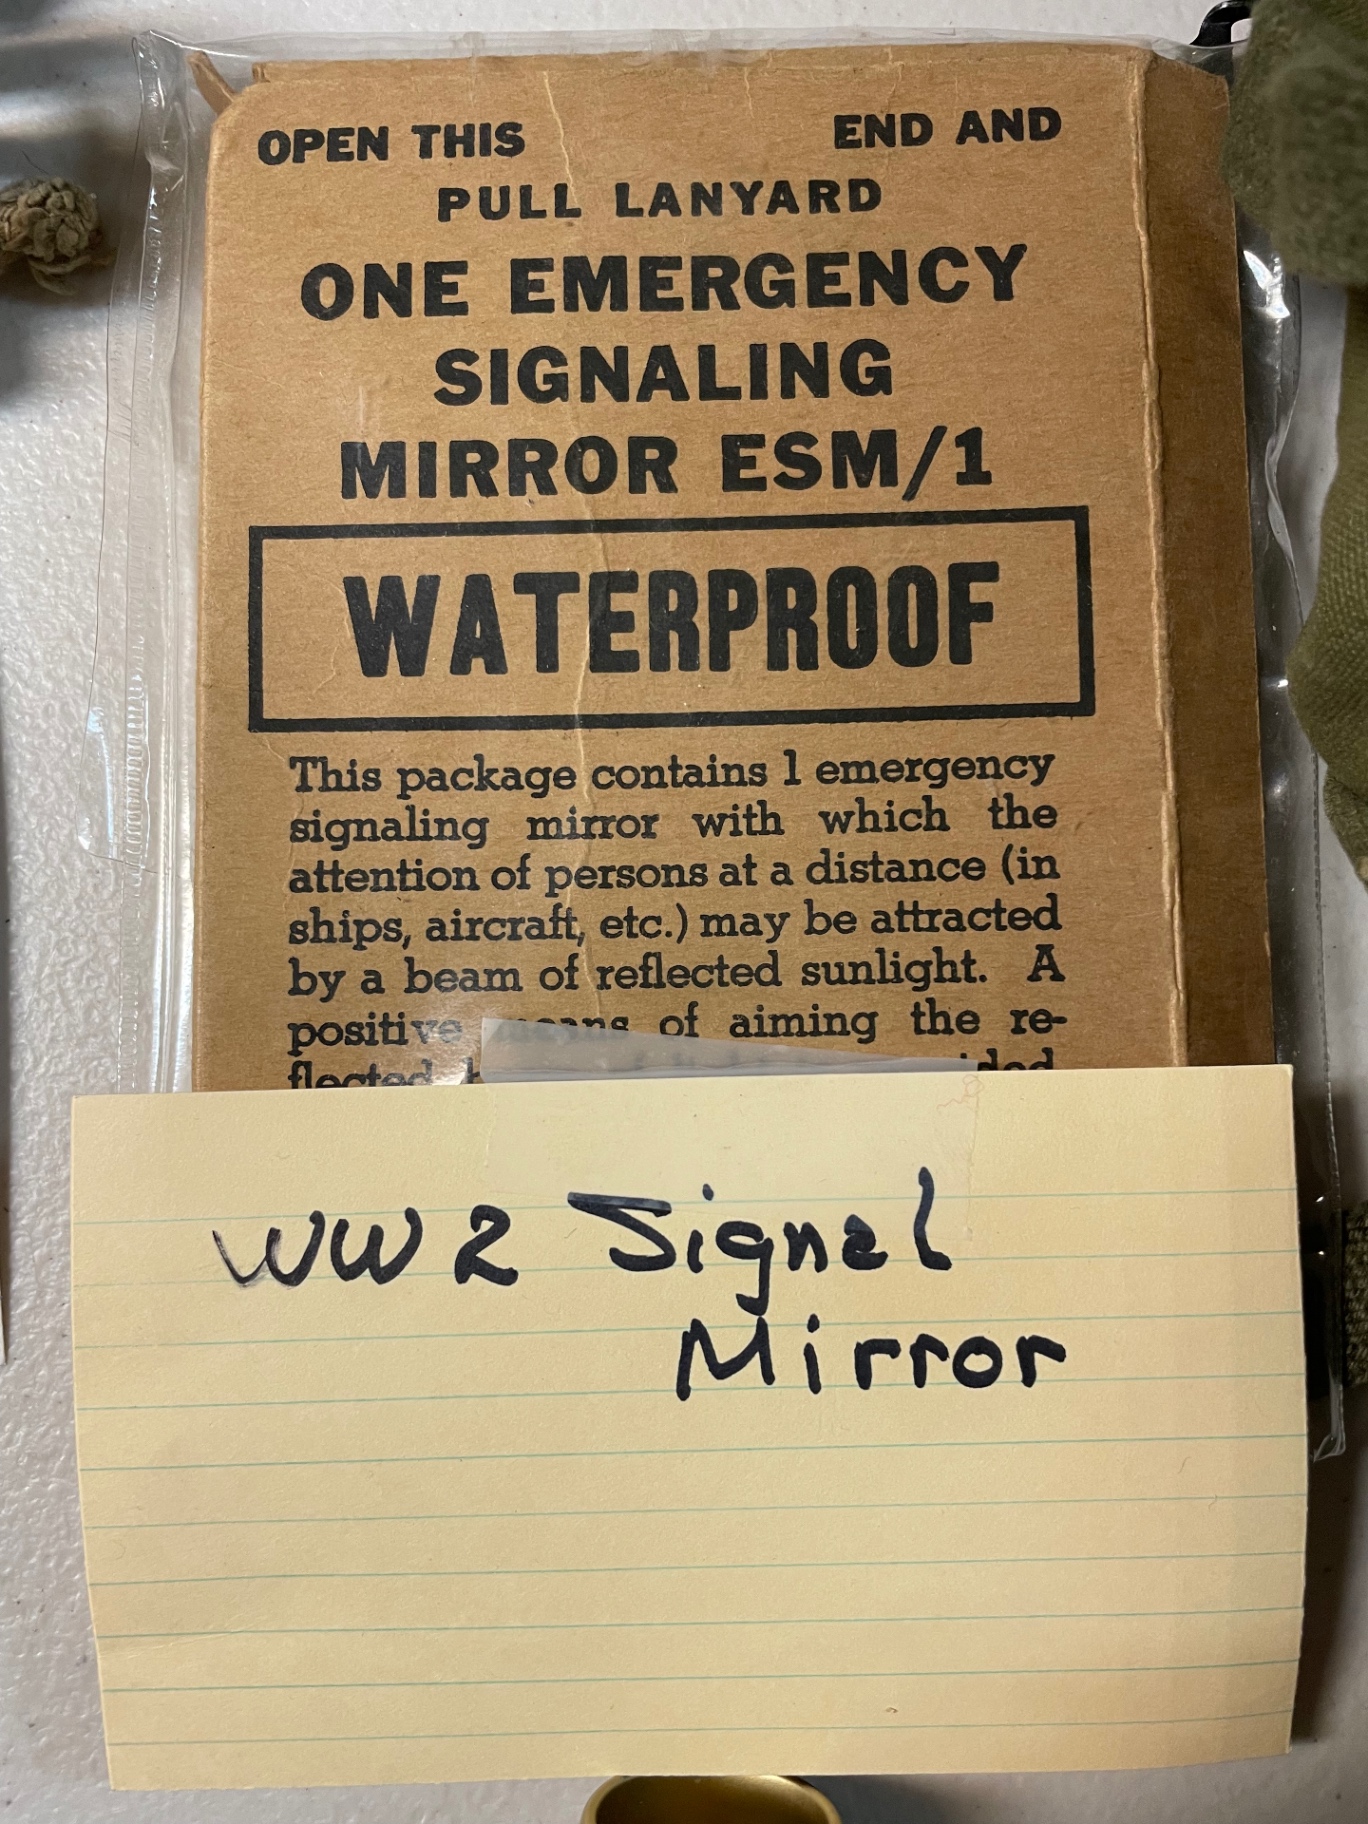 OPEN THIS END AND
PULL LANYARD
ONE EMERGENCY
SIGNALING
MIRROR ESM/1
WATERPROOF
This package contains 1 emergency
signaling mirror with which the
attention of persons at a distance (in
ships, aircraft, etc.) may be attracted
by a beam of reflected sunlight. A
positive means of aiming the re-
flected
WW2 Signal
Mirror